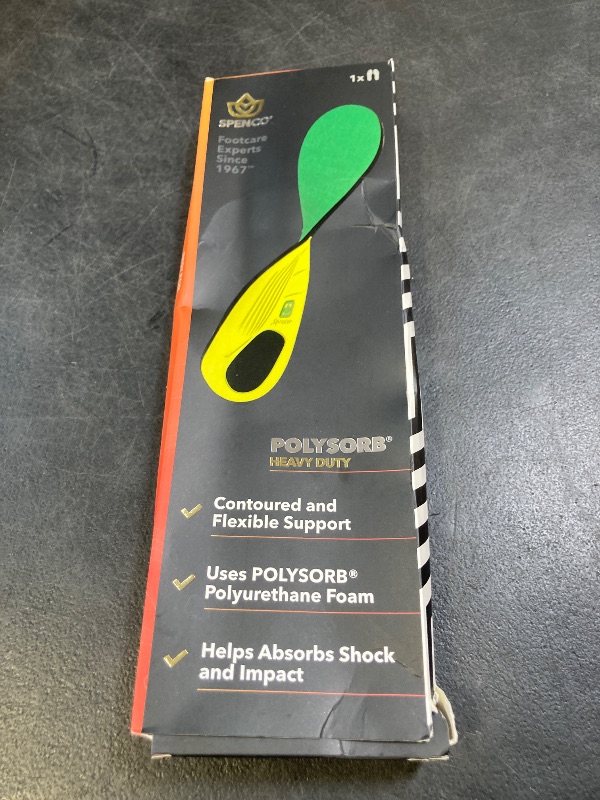 1x
SPENCO®
Footcare
Experts
Since
1967™
POLYSORB®
HEAVY DUTY
Contoured and
Flexible Support
Uses POLYSORB®
Polyurethane Foam
Helps Absorbs Shock
and Impact